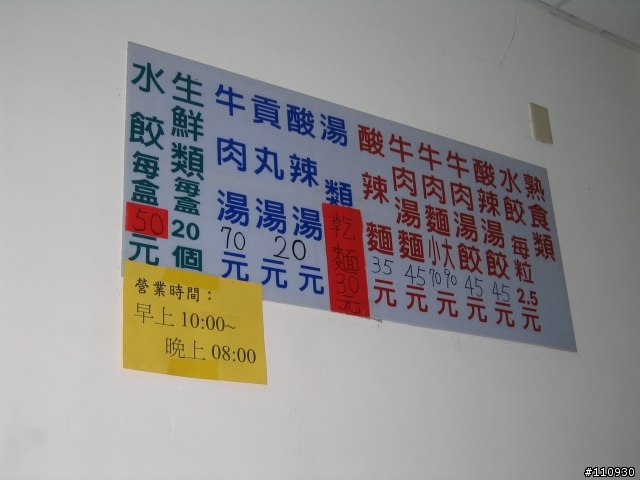 熟食類
水餃每粒2.5元
酸辣湯餃45元
牛肉湯餃45元
牛肉麵小大70 90元
牛肉湯麵45元
酸辣麵35元
乾麵30元
湯類
酸辣湯20元
貢丸湯 元
牛肉湯70元
生鮮類每盒20個
水餃每盒50元
營業時間：
早上10:00~
晚上08:00
#110930